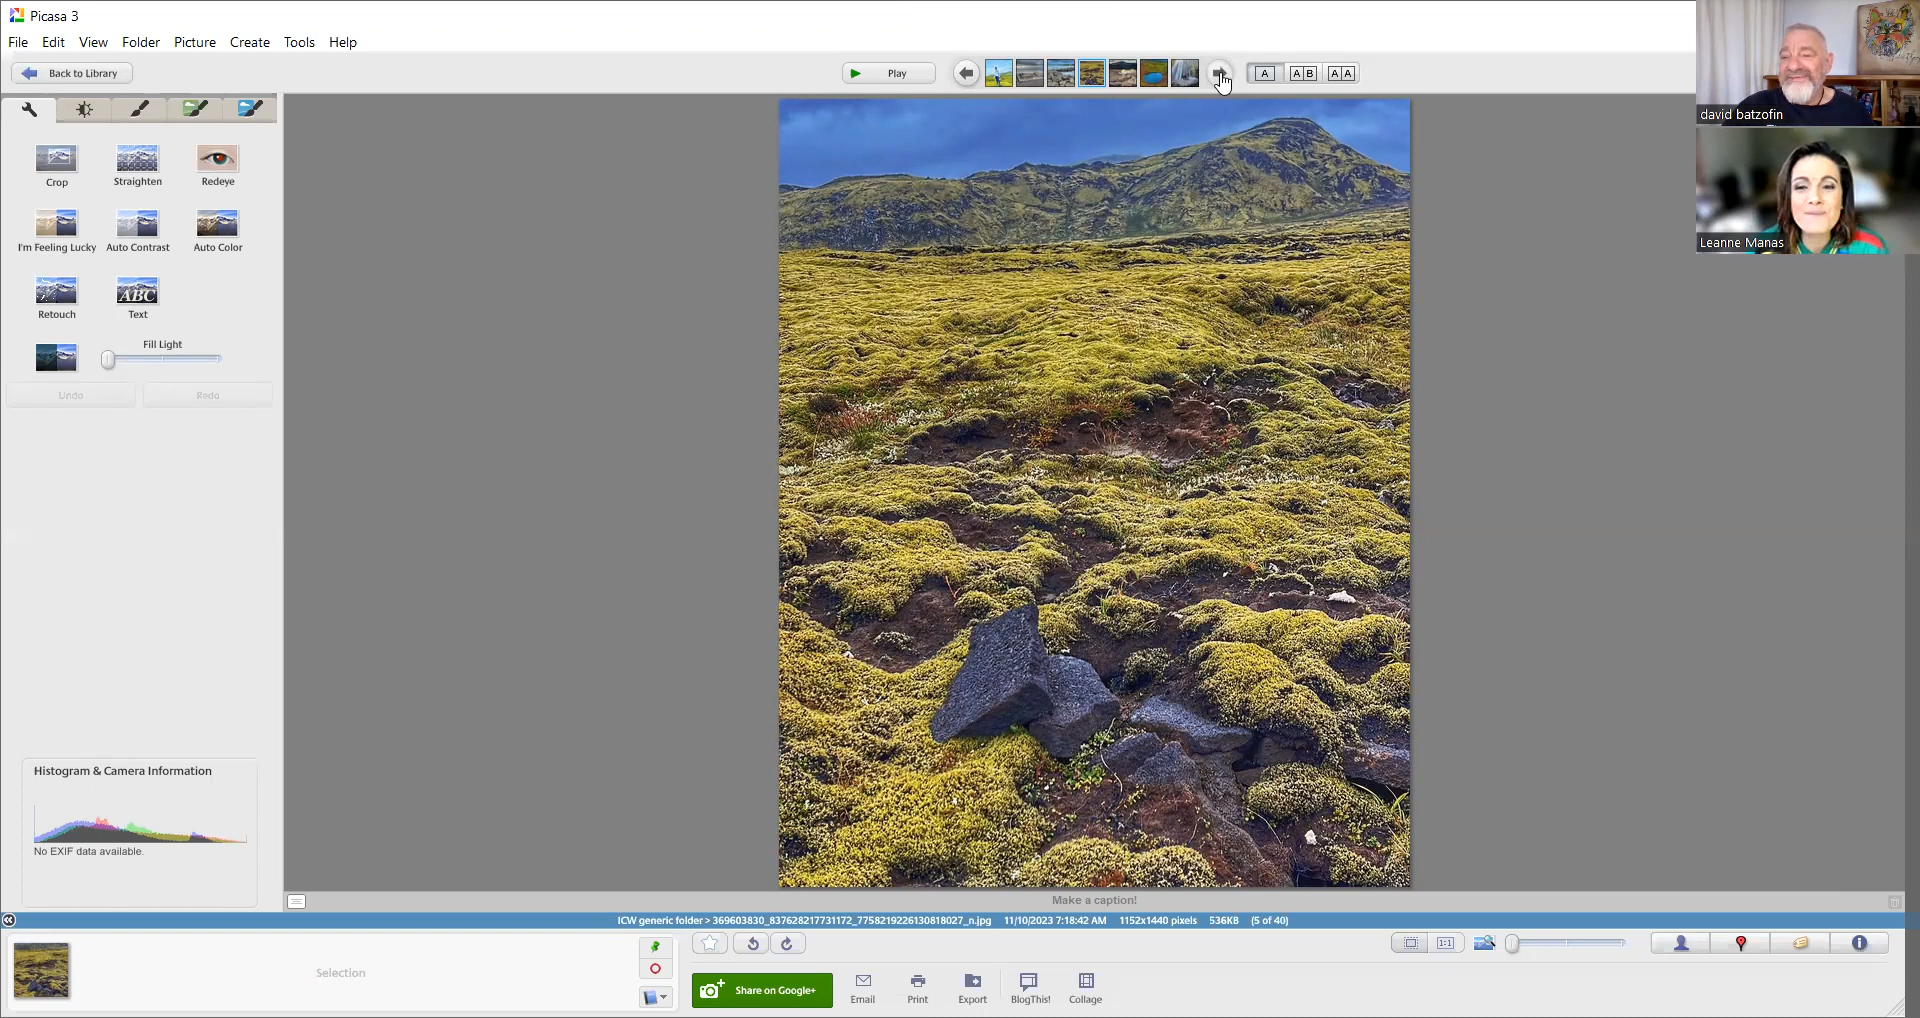 Picasa 3
File Edit View Folder Picture Create Tools Help
Back to Library
Play
A
A B
A A
david batzofin
Leanne Manas
Crop Straighten Redeye
I'm Feeling Lucky Auto Contrast Auto Color
Retouch ABC Text
Fill Light
Undo Redo
Histogram & Camera Information
No EXIF data available.
Make a caption!
ICW generic folder > 369603830_837628217731172_7758219226130818027_n.jpg 11/10/2023 7:18:42 AM 1152x1440 pixels 536KB (5 of 40)
1:1
Selection
Share on Google+
Email Print Export BlogThis! Collage